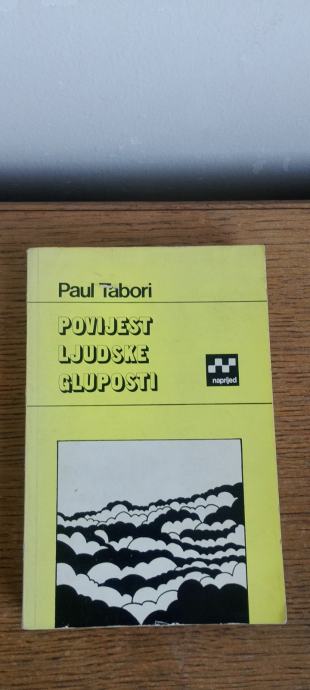 Paul Tabori
POVIJEST
LJUDSKE
GLUPOSTI
naprijed